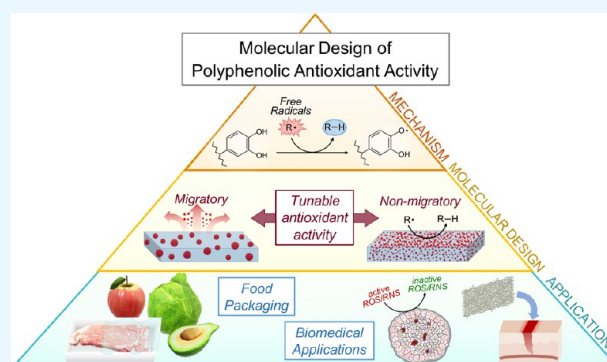 Molecular Design of
Polyphenolic Antioxidant Activity
MECHANISM
Free
Radicals
R•
R–H
OH
OH
O•
OH
MOLECULAR DESIGN
Migratory
Tunable
antioxidant
activity
Non-migratory
R•
R–H
APPLICATION
Food
Packaging
Biomedical
Applications
active
ROS/RNS
inactive
ROS/RNS